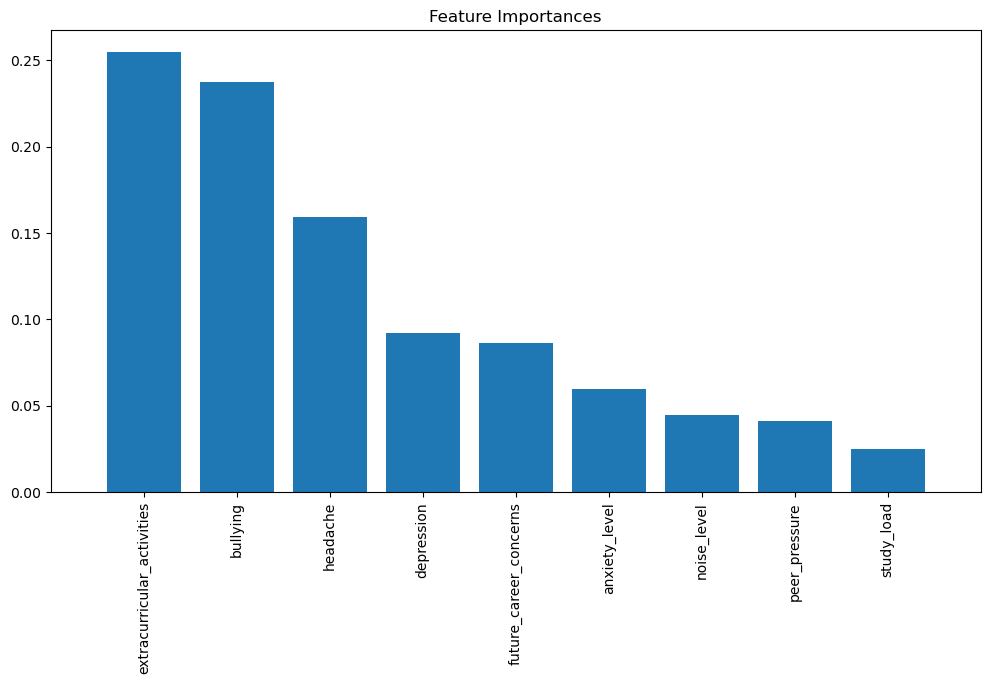 Feature Importances
0.25
0.20
0.15
0.10
0.05
0.00
extracurricular_activities
bullying
headache
depression
future_career_concerns
anxiety_level
noise_level
peer_pressure
study_load